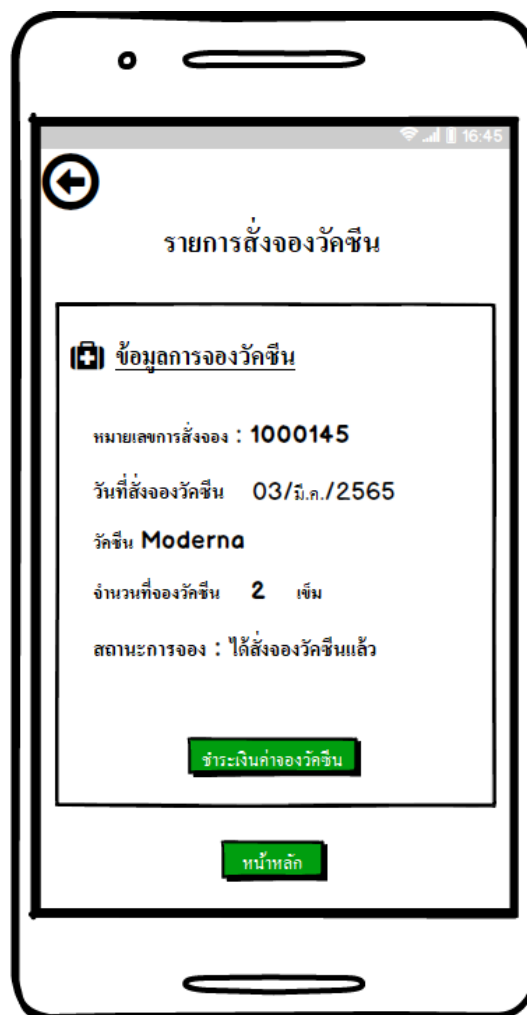 16:45
รายการสั่งจองวัคซีน
ข้อมูลการจองวัคซีน
หมายเลขการสั่งจอง : 1000145
วันที่สั่งจองวัคซีน 03/มี.ค./2565
วัคซีน Moderna
จำนวนที่จองวัคซีน 2 เข็ม
สถานะการจอง : ได้สั่งจองวัคซีนแล้ว
ชำระเงินค่าจองวัคซีน
หน้าหลัก